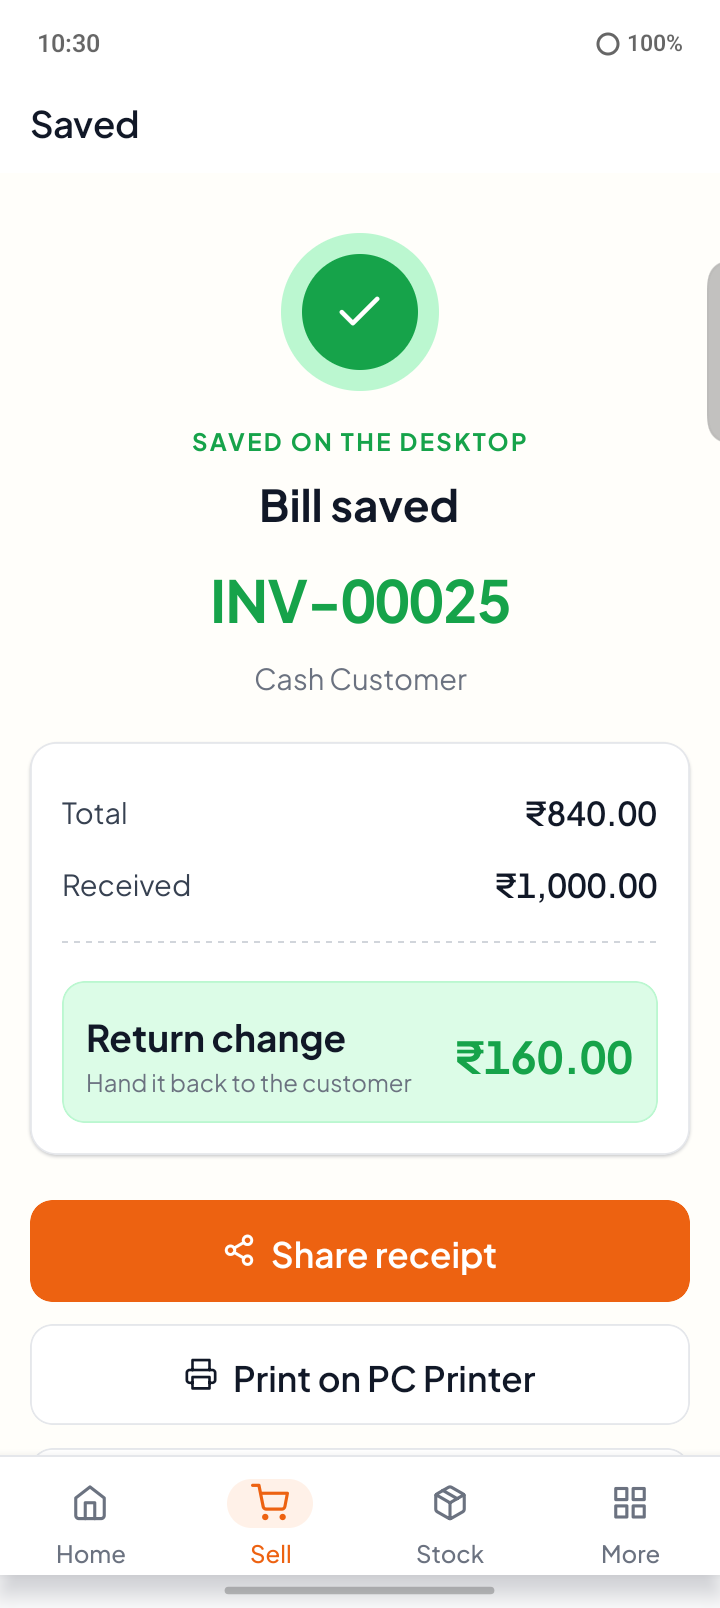 10:30
100%
Saved
SAVED ON THE DESKTOP
Bill saved
INV-00025
Cash Customer
Total ₹840.00
Received ₹1,000.00
Return change ₹160.00
Hand it back to the customer
Share receipt
Print on PC Printer
Home Sell Stock More